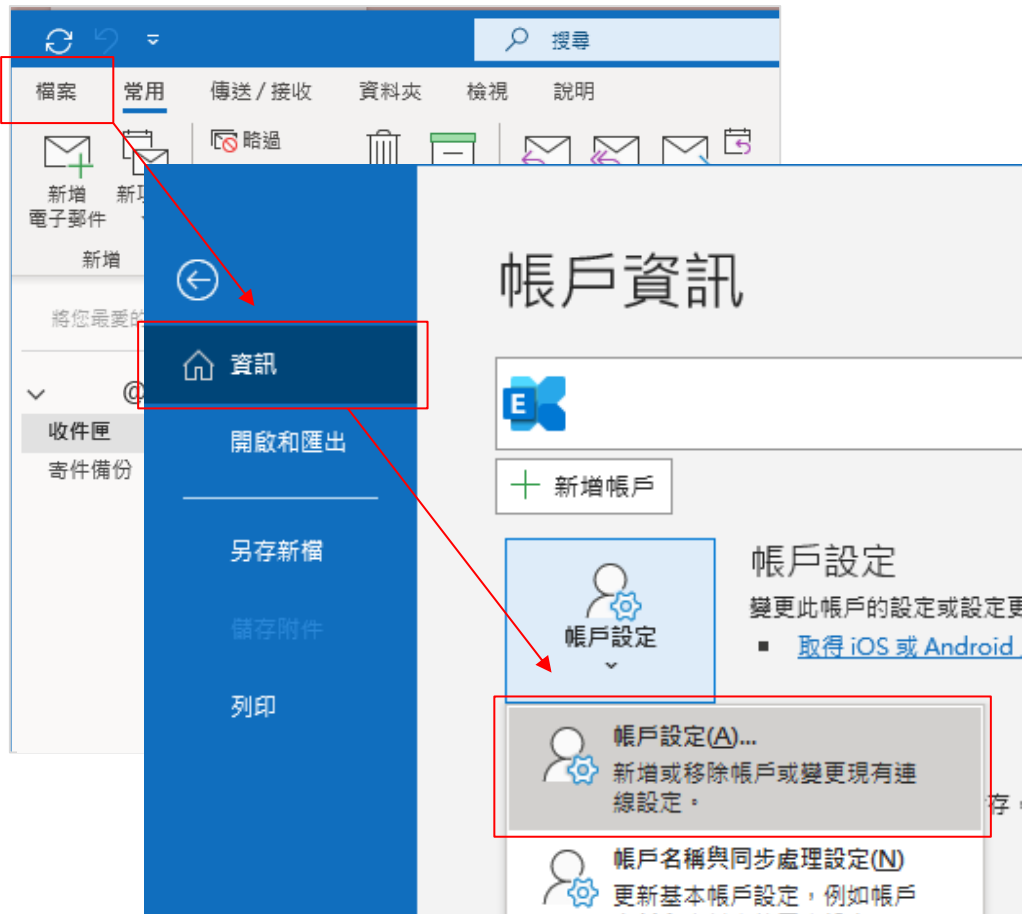 搜尋
檔案 常用 傳送 / 接收 資料夾 檢視 說明
略過
新增
電子郵件
新增
將您最愛的
@
收件匣
寄件備份
資訊
開啟和匯出
另存新檔
儲存附件
列印
帳戶資訊
E
新增帳戶
帳戶設定
帳戶設定
變更此帳戶的設定或設定更
取得 iOS 或 Android
帳戶設定(A)...
新增或移除帳戶或變更現有連
線設定。
存，
帳戶名稱與同步處理設定(N)
更新基本帳戶設定，例如帳戶